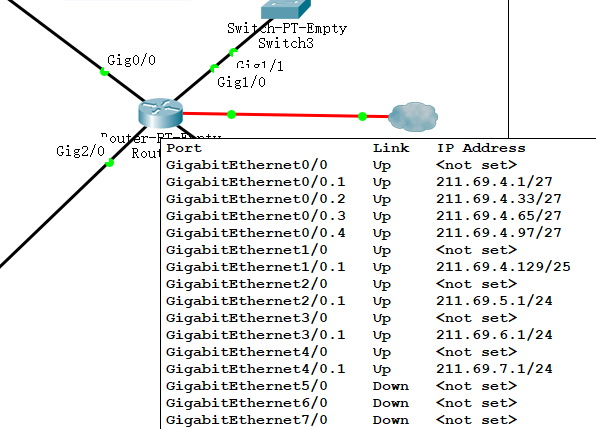 Switch-PT-Empty
Switch3
Gig0/0
Gig1/1
Gig1/0
Router-PT-Empty
Gig2/0
Rout
Port Link IP Address
GigabitEthernet0/0 Up <not set>
GigabitEthernet0/0.1 Up 211.69.4.1/27
GigabitEthernet0/0.2 Up 211.69.4.33/27
GigabitEthernet0/0.3 Up 211.69.4.65/27
GigabitEthernet0/0.4 Up 211.69.4.97/27
GigabitEthernet1/0 Up <not set>
GigabitEthernet1/0.1 Up 211.69.4.129/25
GigabitEthernet2/0 Up <not set>
GigabitEthernet2/0.1 Up 211.69.5.1/24
GigabitEthernet3/0 Up <not set>
GigabitEthernet3/0.1 Up 211.69.6.1/24
GigabitEthernet4/0 Up <not set>
GigabitEthernet4/0.1 Up 211.69.7.1/24
GigabitEthernet5/0 Down <not set>
GigabitEthernet6/0 Down <not set>
GigabitEthernet7/0 Down <not set>